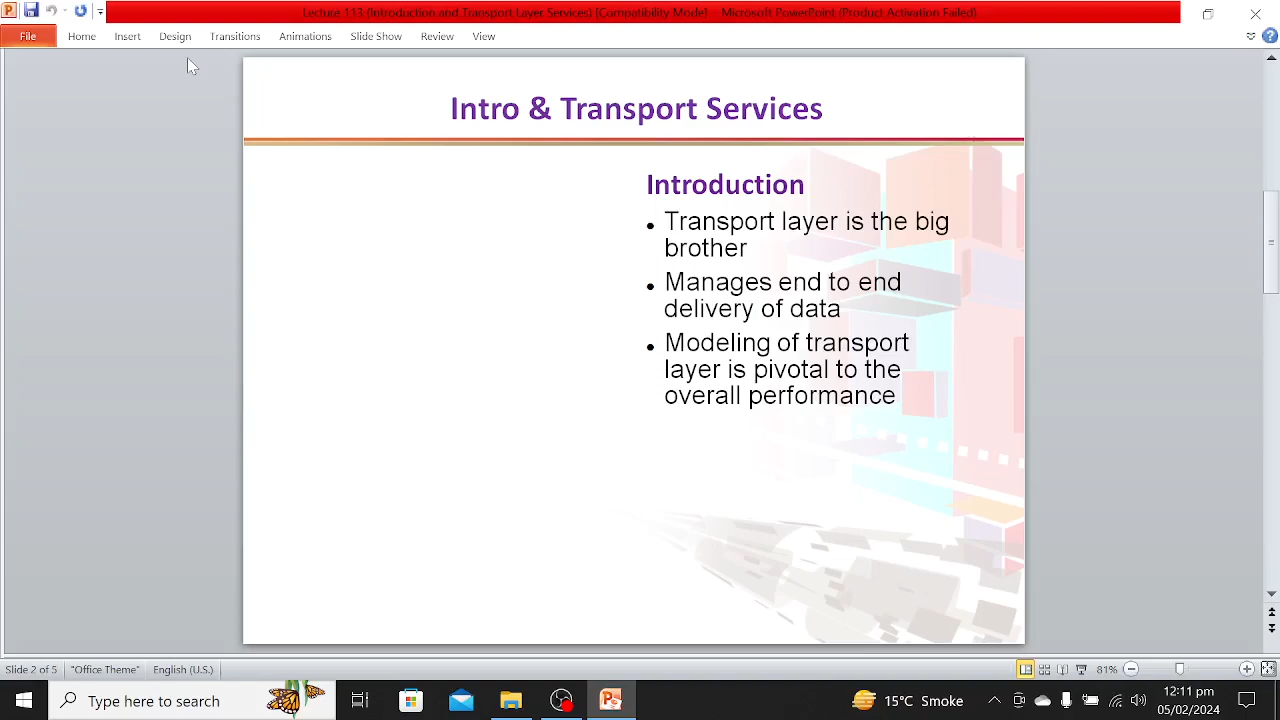 Lecture 113 (Introduction and Transport Layer Services) [Compatibility Mode] - Microsoft PowerPoint (Product Activation Failed)
File Home Insert Design Transitions Animations Slide Show Review View
Intro & Transport Services
Introduction
• Transport layer is the big
brother
• Manages end to end
delivery of data
• Modeling of transport
layer is pivotal to the
overall performance
Slide 2 of 5 "Office Theme" English (U.S.) 81%
Type here to search 15°C Smoke 12:11 pm
05/02/2024